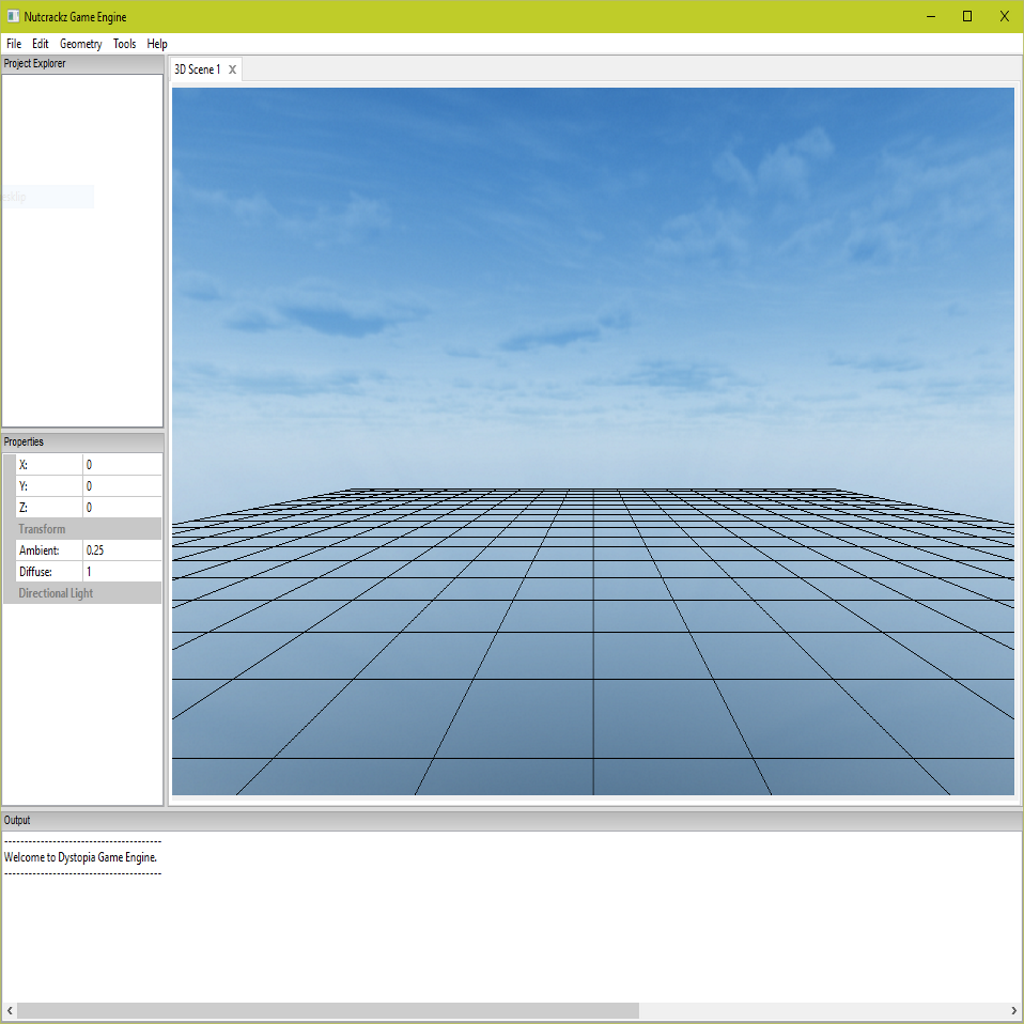 Nutcrackz Game Engine
File Edit Geometry Tools Help
Project Explorer
3D Scene 1 X
Properties
X: 0
Y: 0
Z: 0
Transform
Ambient: 0.25
Diffuse: 1
Directional Light
Output
---------------------------------------
Welcome to Dystopia Game Engine.
---------------------------------------